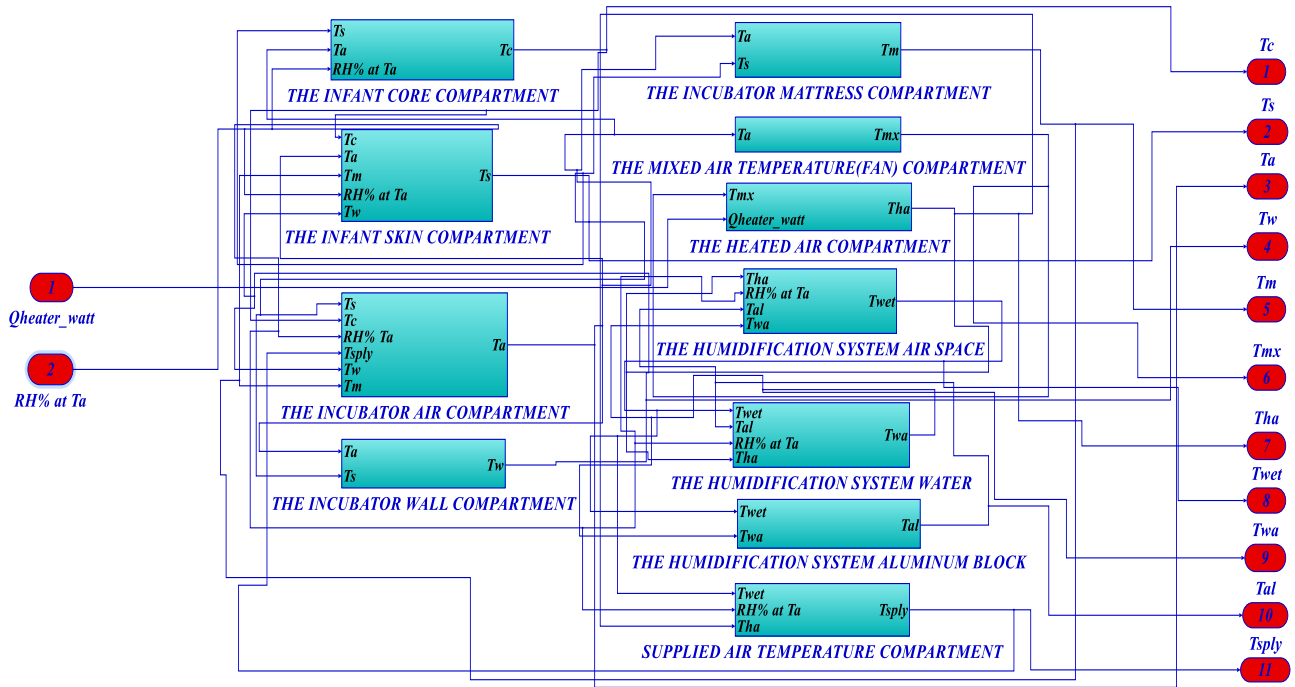 1
Qheater_watt
2
RH% at Ta
Ts
Ta
RH% at Ta
Tc
THE INFANT CORE COMPARTMENT
Tc
Ta
Tm
RH% at Ta
Tw
Ts
THE INFANT SKIN COMPARTMENT
Ts
Tc
RH% Ta
Tsply
Tw
Tm
Ta
THE INCUBATOR AIR COMPARTMENT
Ta
Ts
Tw
THE INCUBATOR WALL COMPARTMENT
Ta
Ts
Tm
THE INCUBATOR MATTRESS COMPARTMENT
Ta
Tmx
THE MIXED AIR TEMPERATURE(FAN) COMPARTMENT
Tmx
Qheater_watt
Tha
THE HEATED AIR COMPARTMENT
Tha
RH% at Ta
Tal
Twa
Twet
THE HUMIDIFICATION SYSTEM AIR SPACE
Twet
Tal
RH% at Ta
Tha
Twa
THE HUMIDIFICATION SYSTEM WATER
Twet
Twa
Tal
THE HUMIDIFICATION SYSTEM ALUMINUM BLOCK
Twet
RH% at Ta
Tha
Tsply
SUPPLIED AIR TEMPERATURE COMPARTMENT
Tc
1
Ts
2
Ta
3
Tw
4
Tm
5
Tmx
6
Tha
7
Twet
8
Twa
9
Tal
10
Tsply
11